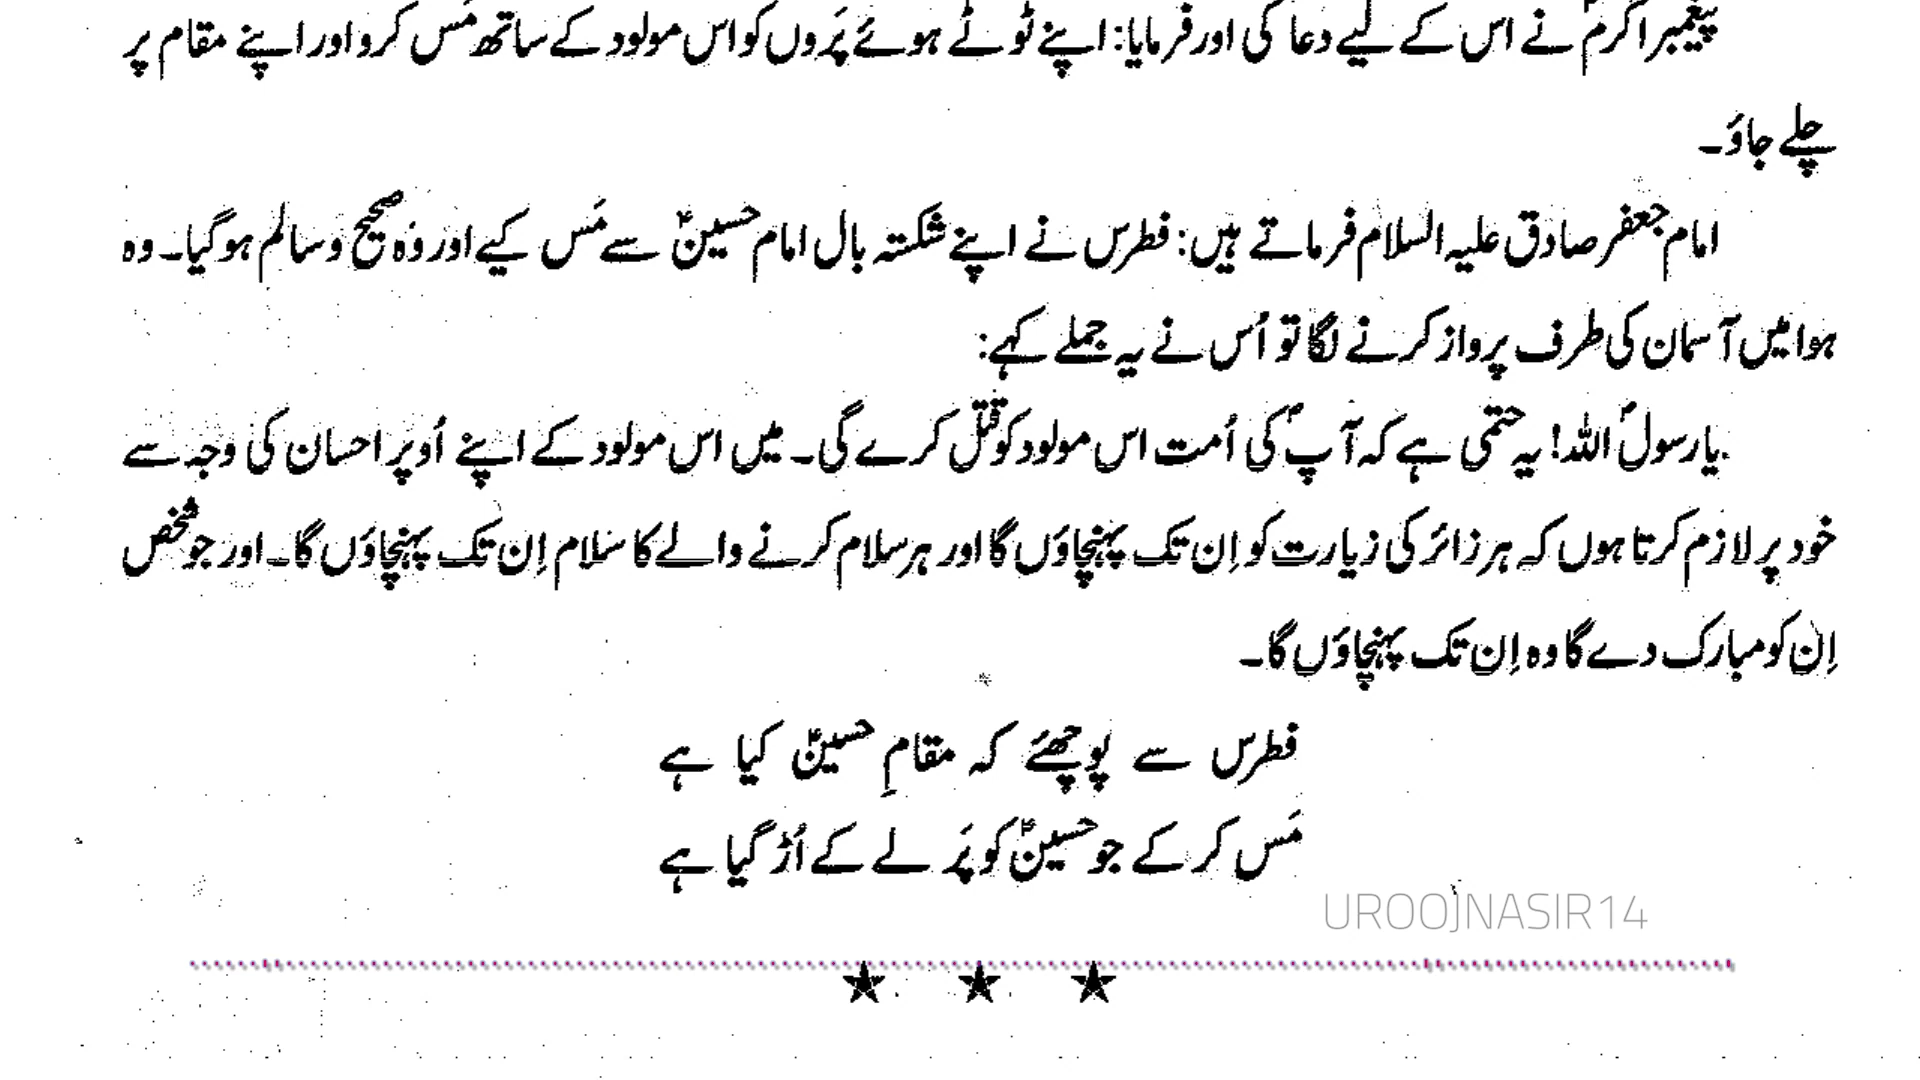 پیغمبر اکرمؐ نے اس کے لیے دعا کی اور فرمایا: اپنے ٹوٹے ہوئے پَروں کو اس مولود کے ساتھ مَس کرو اور اپنے مقام پر
چلے جاؤ۔
امام جعفر صادق علیہ السلام فرماتے ہیں: فطرس نے اپنے شکستہ بال امام حسینؑ سے مَس کیے اور وُہ صحیح و سالم ہو گیا۔ وہ
ہوا میں آسمان کی طرف پرواز کرنے لگا تو اُس نے یہ جملے کہے:
یا رسولؐ اللہ! یہ حتمی ہے کہ آپؐ کی اُمت اس مولود کو قتل کرے گی۔ میں اس مولود کے اپنے اُوپر احسان کی وجہ سے
خود پر لازم کرتا ہوں کہ ہر زائر کی زیارت کو اِن تک پہنچاؤں گا اور ہر سلام کرنے والے کا سلام اِن تک پہنچاؤں گا۔ اور جو شخص
اِن کو مبارک دے گا وہ اِن تک پہنچاؤں گا۔
فطرس سے پوچھئے کہ مقامِ حسینؑ کیا ہے
مَس کر کے جو حسینؑ کو پَر لے کے اُڑ گیا ہے
UROOJNASIR14